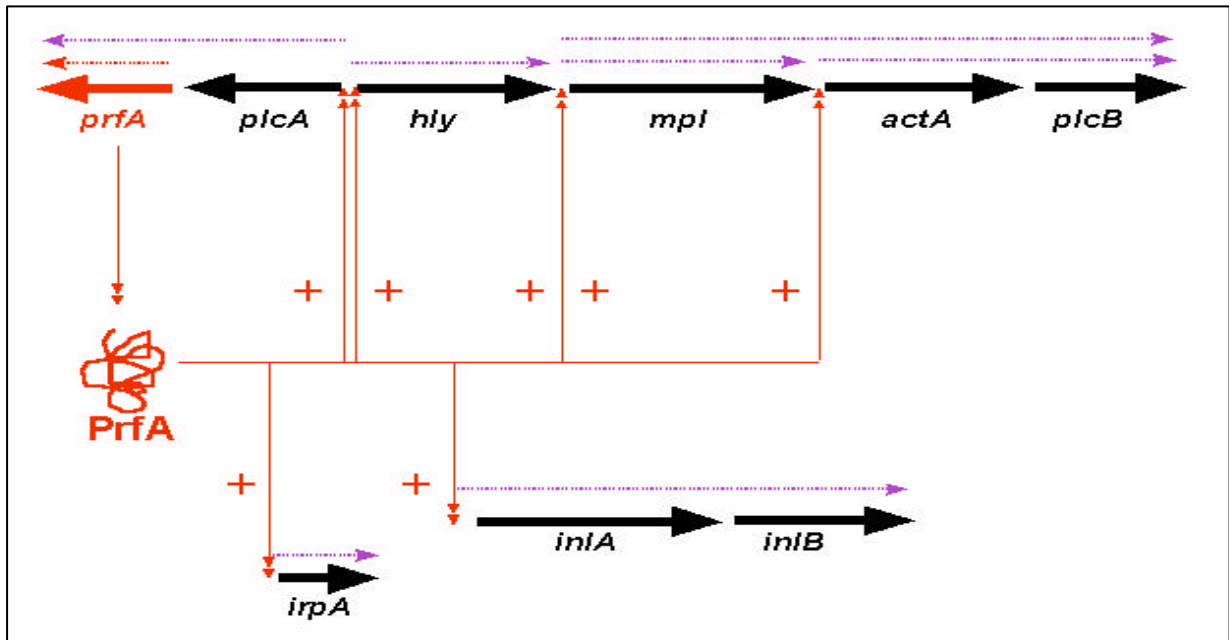 prfA plcA hly mpl actA plcB
+ + + + +
PrfA
+ +
inlA inlB
irpA